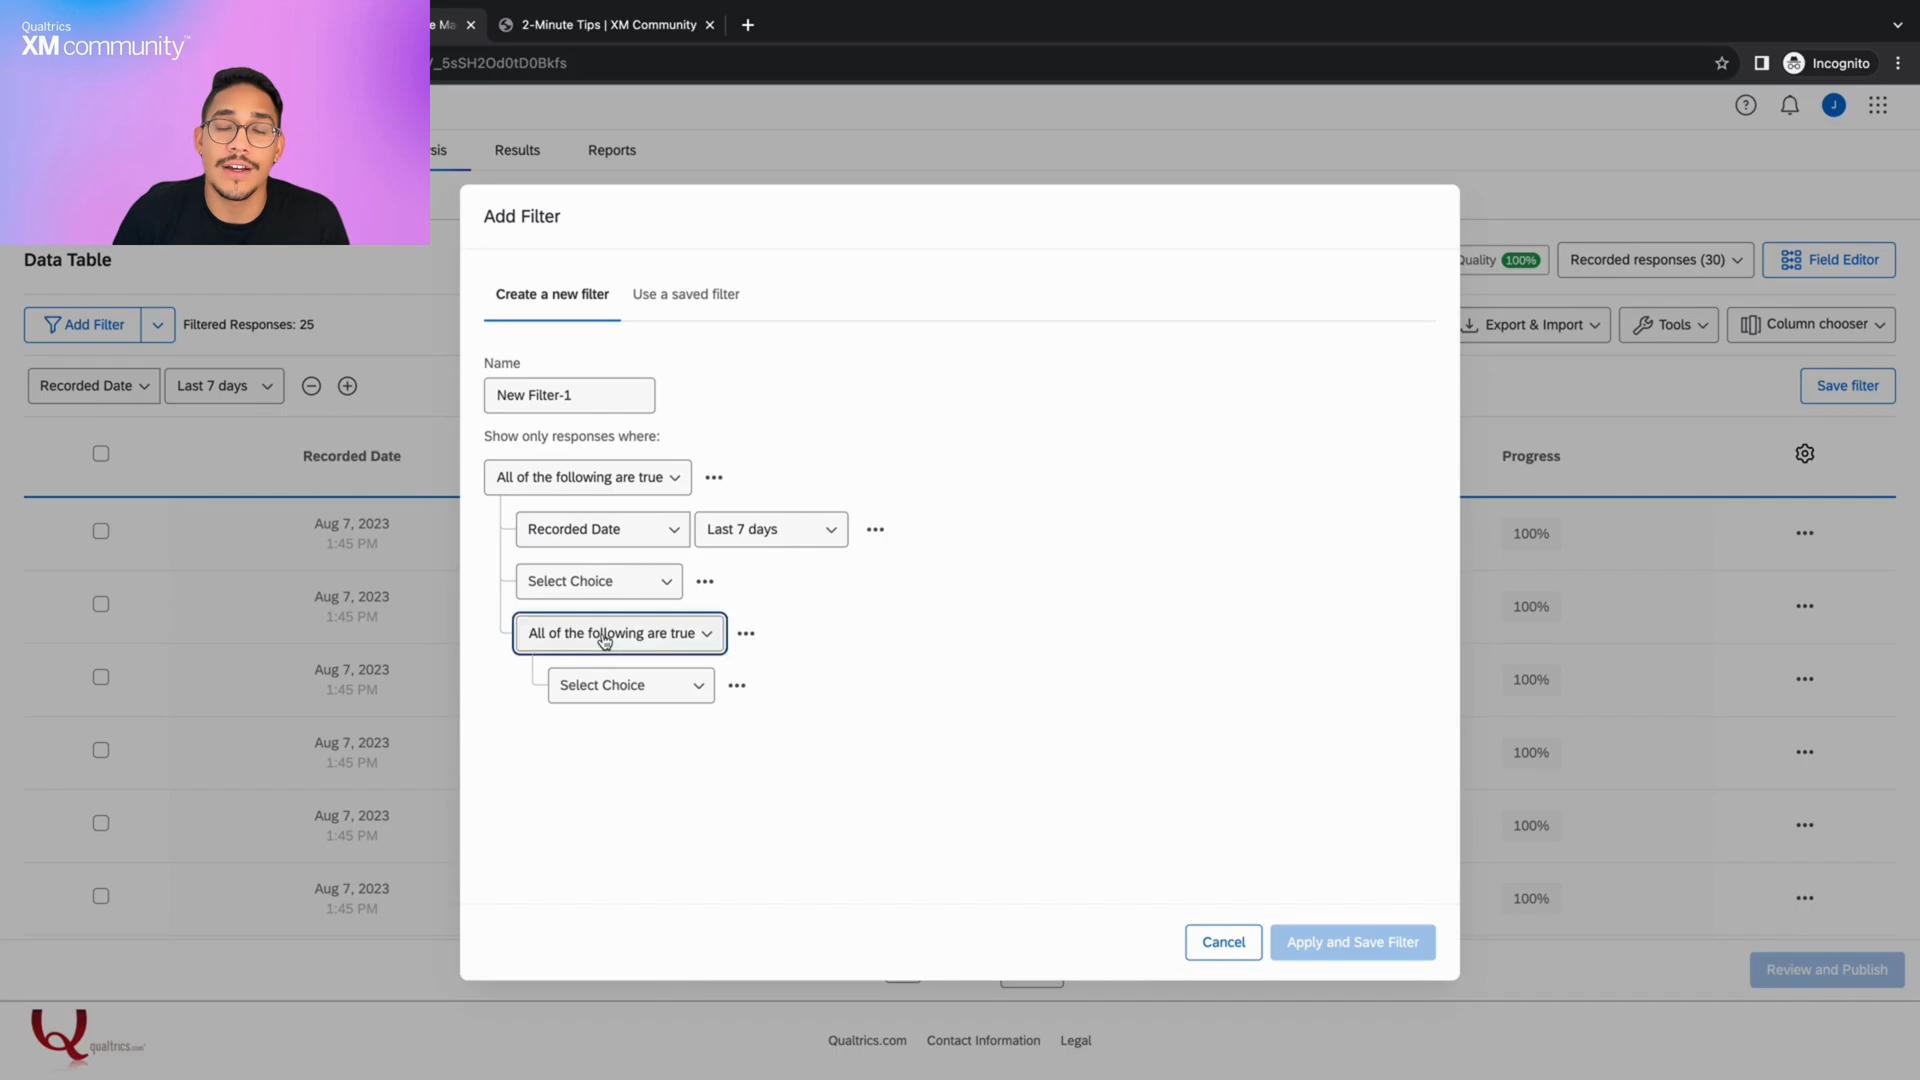 Qualtrics
XM community™
e Ma
2-Minute Tips | XM Community
/_5sSH2Od0tD0Bkfs
Incognito
J
sis
Results
Reports
Data Table
Quality 100%
Recorded responses (30)
Field Editor
Add Filter
Filtered Responses: 25
Export & Import
Tools
Column chooser
Recorded Date
Last 7 days
Save filter
Recorded Date
Progress
Aug 7, 2023
1:45 PM
100%
Aug 7, 2023
1:45 PM
100%
Aug 7, 2023
1:45 PM
100%
Aug 7, 2023
1:45 PM
100%
Aug 7, 2023
1:45 PM
100%
Aug 7, 2023
1:45 PM
100%
Add Filter
Create a new filter
Use a saved filter
Name
New Filter-1
Show only responses where:
All of the following are true
Recorded Date
Last 7 days
Select Choice
All of the following are true
Select Choice
Cancel
Apply and Save Filter
Review and Publish
Q qualtrics.com
Qualtrics.com
Contact Information
Legal